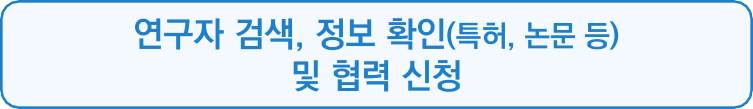 연구자 검색, 정보 확인(특허, 논문 등)
및 협력 신청